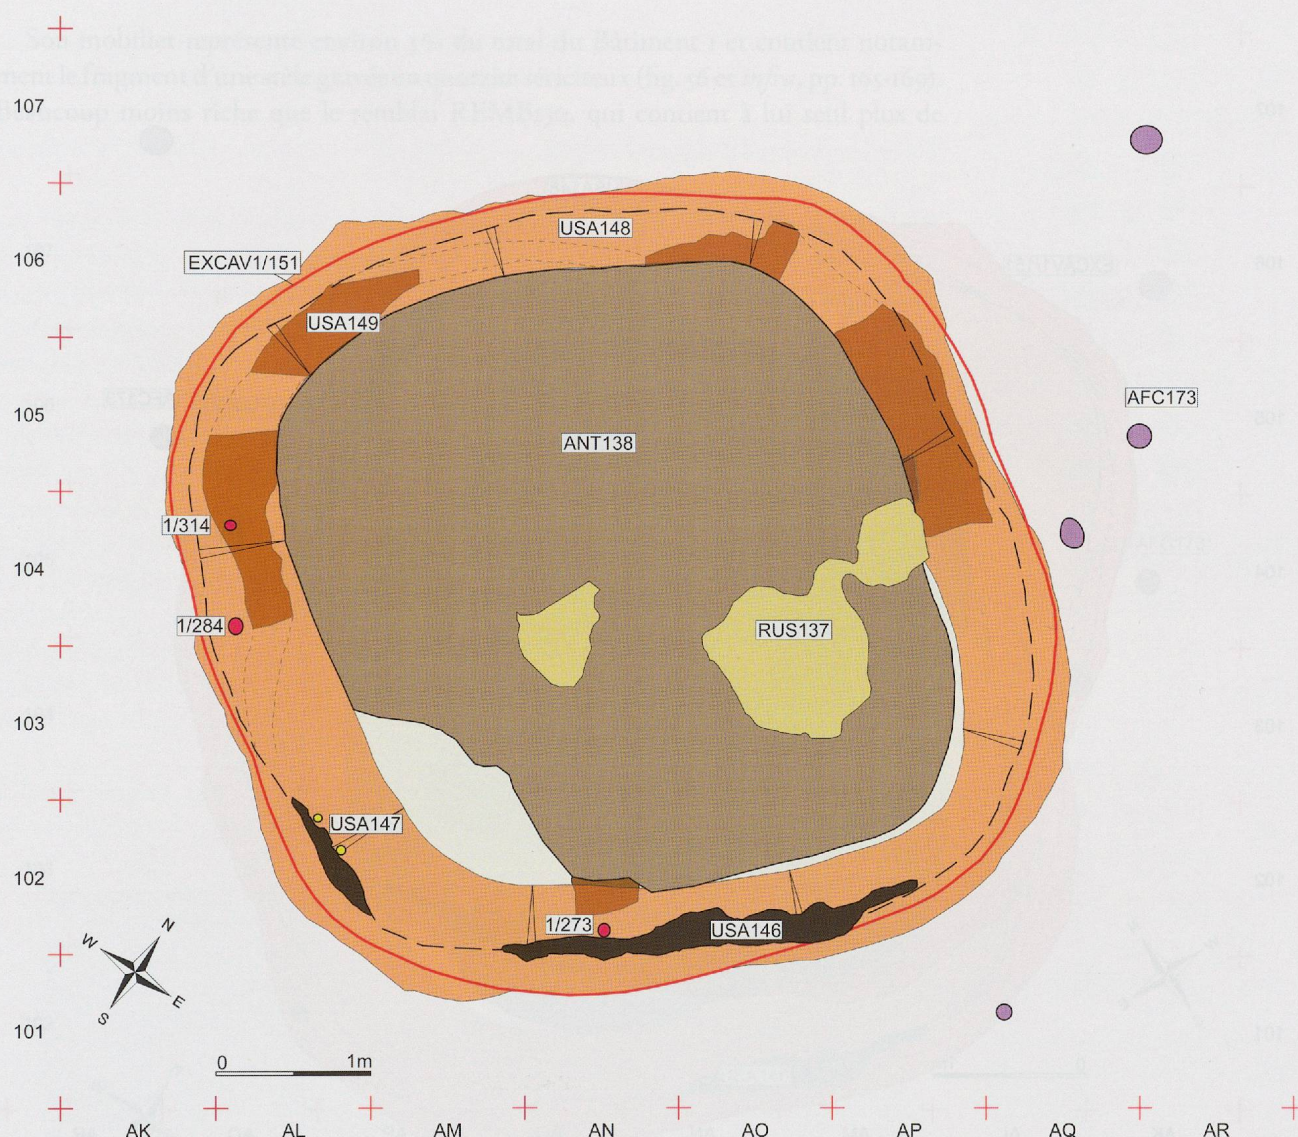 107
106
105
104
103
102
101
USA148
EXCAV1/151
USA149
AFC173
ANT138
1/314
1/284
RUS137
USA147
1/273
USA146
N
W
E
S
0 1m
AK AL AM AN AO AP AQ AR